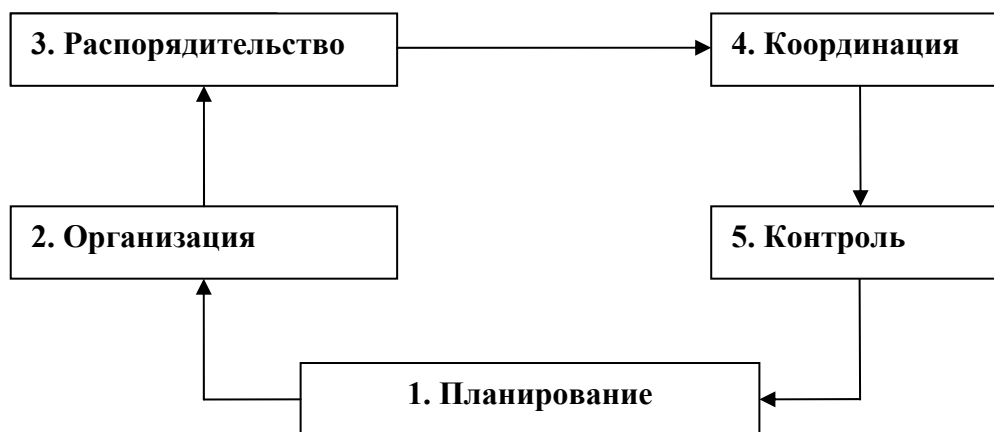 3. Распорядительство
4. Координация
2. Организация
5. Контроль
1. Планирование